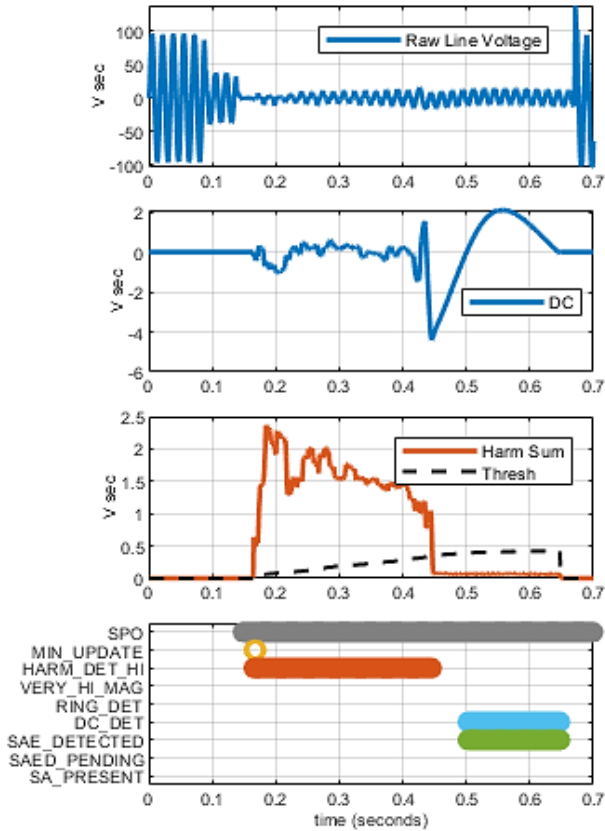 Raw Line Voltage
V sec
100
50
0
-50
-100
0 0.1 0.2 0.3 0.4 0.5 0.6 0.7
V sec
2
0
-2
-4
-6
DC
0 0.1 0.2 0.3 0.4 0.5 0.6 0.7
V sec
2.5
2
1.5
1
0.5
0
Harm Sum
Thresh
0 0.1 0.2 0.3 0.4 0.5 0.6 0.7
SPO
MIN_UPDATE
HARM_DET_HI
VERY_HI_MAG
RING_DET
DC_DET
SAE_DETECTED
SAED_PENDING
SA_PRESENT
0 0.1 0.2 0.3 0.4 0.5 0.6 0.7
time (seconds)